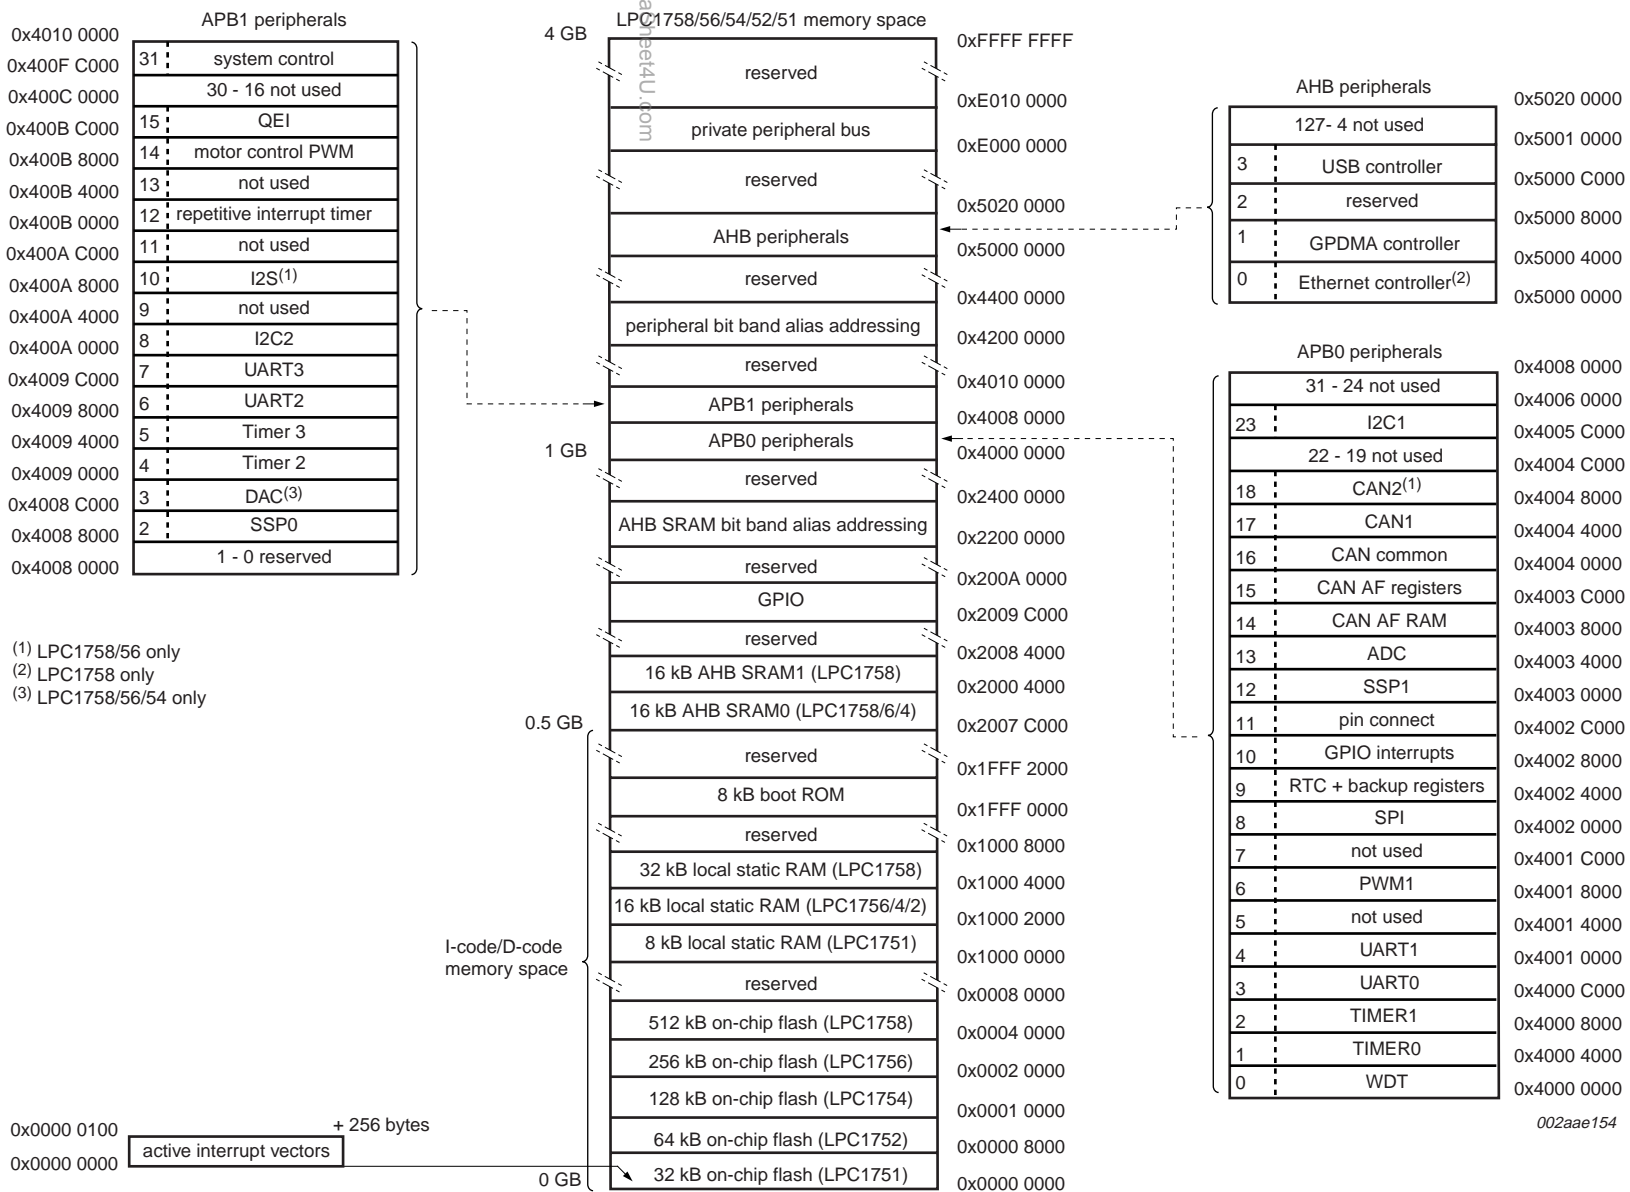 APB1 peripherals
0x4010 0000
31 system control
0x400F C000
30 - 16 not used
0x400C 0000
15 QEI
0x400B C000
14 motor control PWM
0x400B 8000
13 not used
0x400B 4000
12 repetitive interrupt timer
0x400B 0000
11 not used
0x400A C000
10 I2S(1)
0x400A 8000
9 not used
0x400A 4000
8 I2C2
0x400A 0000
7 UART3
0x4009 C000
6 UART2
0x4009 8000
5 Timer 3
0x4009 4000
4 Timer 2
0x4009 0000
3 DAC(3)
0x4008 C000
2 SSP0
0x4008 8000
1 - 0 reserved
0x4008 0000
(1) LPC1758/56 only
(2) LPC1758 only
(3) LPC1758/56/54 only
+ 256 bytes
0x0000 0100
active interrupt vectors
0x0000 0000
LPC1758/56/54/52/51 memory space
4 GB
0xFFFF FFFF
reserved
0xE010 0000
private peripheral bus
0xE000 0000
reserved
0x5020 0000
AHB peripherals
0x5000 0000
reserved
0x4400 0000
peripheral bit band alias addressing
0x4200 0000
reserved
0x4010 0000
APB1 peripherals
0x4008 0000
APB0 peripherals
1 GB
0x4000 0000
reserved
0x2400 0000
AHB SRAM bit band alias addressing
0x2200 0000
reserved
0x200A 0000
GPIO
0x2009 C000
reserved
0x2008 4000
16 kB AHB SRAM1 (LPC1758)
0x2000 4000
16 kB AHB SRAM0 (LPC1758/6/4)
0.5 GB
0x2007 C000
reserved
0x1FFF 2000
8 kB boot ROM
0x1FFF 0000
reserved
0x1000 8000
32 kB local static RAM (LPC1758)
0x1000 4000
16 kB local static RAM (LPC1756/4/2)
0x1000 2000
8 kB local static RAM (LPC1751)
0x1000 0000
I-code/D-code
memory space
reserved
0x0008 0000
512 kB on-chip flash (LPC1758)
0x0004 0000
256 kB on-chip flash (LPC1756)
0x0002 0000
128 kB on-chip flash (LPC1754)
0x0001 0000
64 kB on-chip flash (LPC1752)
0x0000 8000
32 kB on-chip flash (LPC1751)
0 GB
0x0000 0000
AHB peripherals
0x5020 0000
127- 4 not used
0x5001 0000
3 USB controller
0x5000 C000
2 reserved
0x5000 8000
1 GPDMA controller
0x5000 4000
0 Ethernet controller(2)
0x5000 0000
APB0 peripherals
0x4008 0000
31 - 24 not used
0x4006 0000
23 I2C1
0x4005 C000
22 - 19 not used
0x4004 C000
18 CAN2(1)
0x4004 8000
17 CAN1
0x4004 4000
16 CAN common
0x4004 0000
15 CAN AF registers
0x4003 C000
14 CAN AF RAM
0x4003 8000
13 ADC
0x4003 4000
12 SSP1
0x4003 0000
11 pin connect
0x4002 C000
10 GPIO interrupts
0x4002 8000
9 RTC + backup registers
0x4002 4000
8 SPI
0x4002 0000
7 not used
0x4001 C000
6 PWM1
0x4001 8000
5 not used
0x4001 4000
4 UART1
0x4001 0000
3 UART0
0x4000 C000
2 TIMER1
0x4000 8000
1 TIMER0
0x4000 4000
0 WDT
0x4000 0000
002aae154